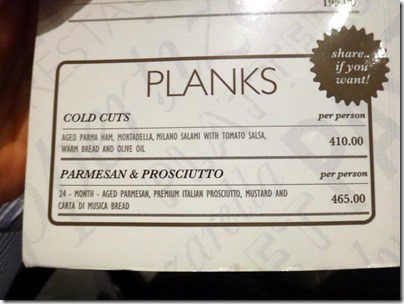 195.00
share..
if you
want!
PLANKS
COLD CUTS per person
AGED PARMA HAM, MORTADELLA, MILANO SALAMI WITH TOMATO SALSA, 410.00
WARM BREAD AND OLIVE OIL
PARMESAN & PROSCIUTTO per person
24 - MONTH - AGED PARMESAN, PREMIUM ITALIAN PROSCIUTTO, MUSTARD AND 465.00
CARTA DI MUSICA BREAD